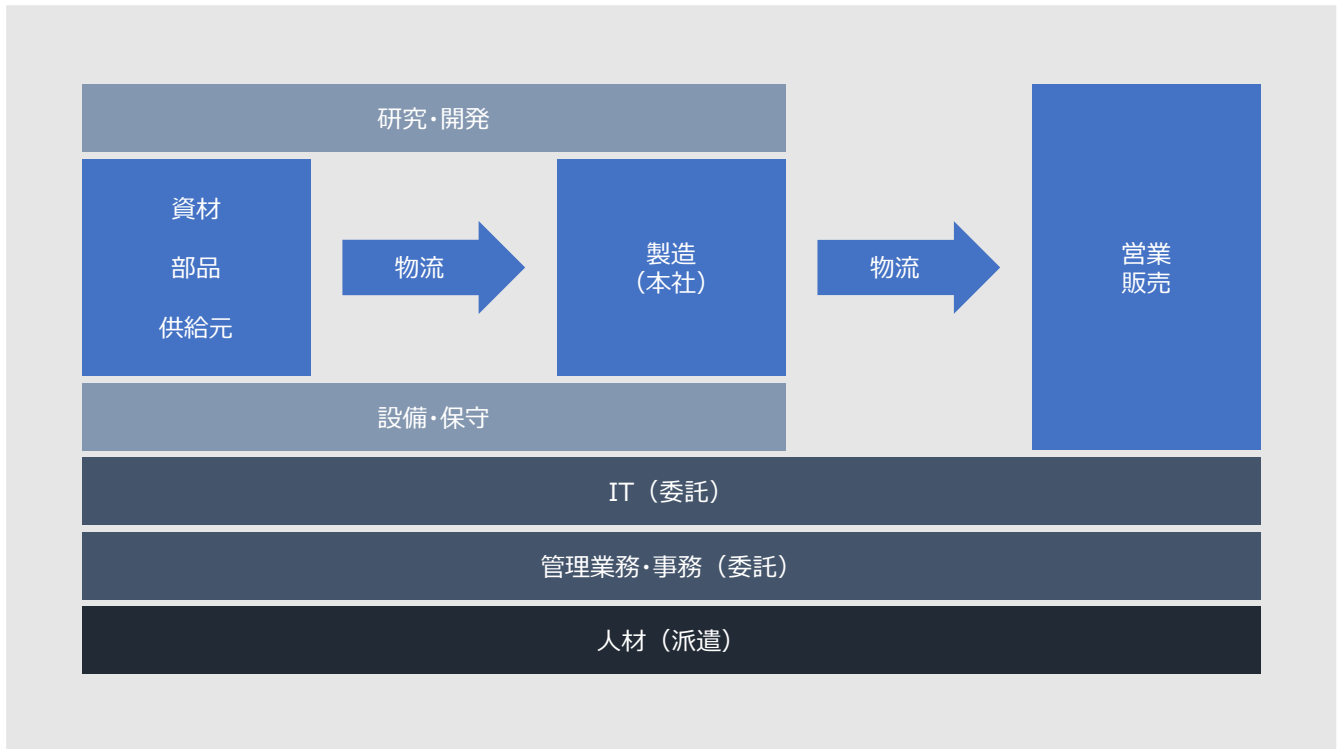 研究・開発
資材
部品
供給元
物流
製造
（本社）
物流
営業
販売
設備・保守
IT（委託）
管理業務・事務（委託）
人材（派遣）